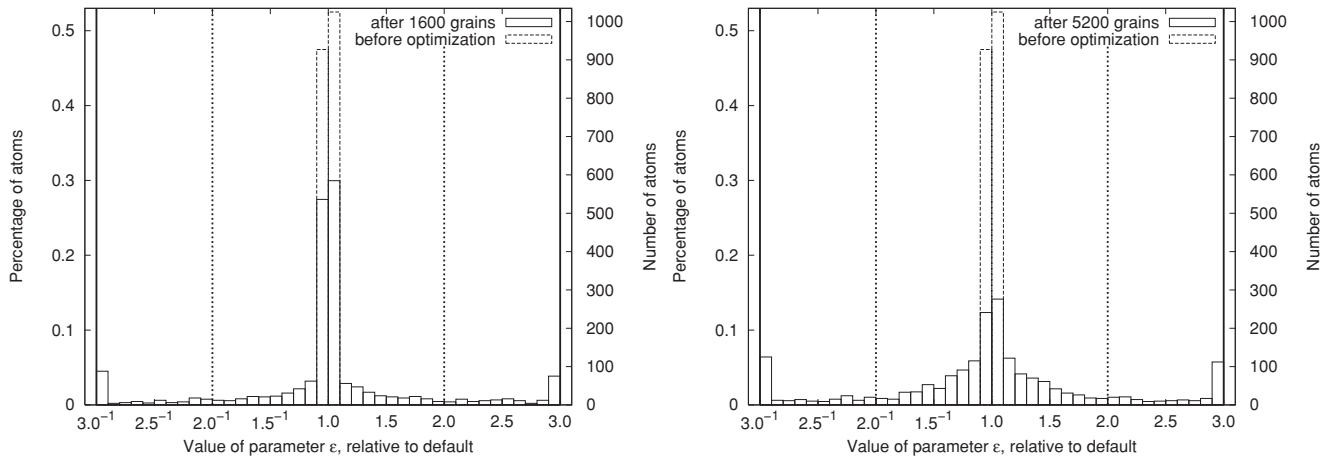 after 1600 grains
before optimization
0.5
0.4
0.3
0.2
0.1
0
1000
900
800
700
600
500
400
300
200
100
0
Percentage of atoms
Number of atoms
3.0⁻¹ 2.5⁻¹ 2.0⁻¹ 1.5⁻¹ 1.0 1.5 2.0 2.5 3.0
Value of parameter ε, relative to default
after 5200 grains
before optimization
0.5
0.4
0.3
0.2
0.1
0
1000
900
800
700
600
500
400
300
200
100
0
Percentage of atoms
Number of atoms
3.0⁻¹ 2.5⁻¹ 2.0⁻¹ 1.5⁻¹ 1.0 1.5 2.0 2.5 3.0
Value of parameter ε, relative to default